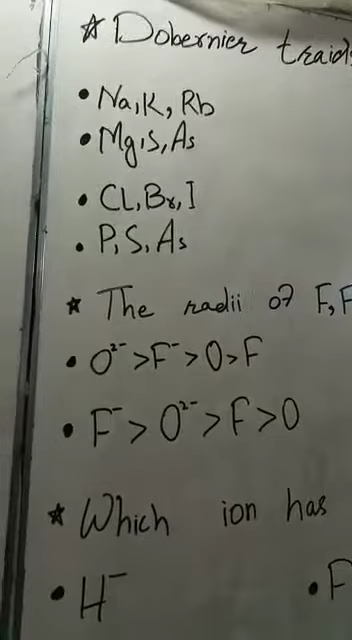 ☆ Dobernier traids
• Na, K, Rb
• Mg, S, As
• CL, Br, I
• P, S, As
★ The radii of F, F
• O²⁻ > F⁻ > O > F
• F⁻ > O²⁻ > F > O
★ Which ion has
• H⁻ • F